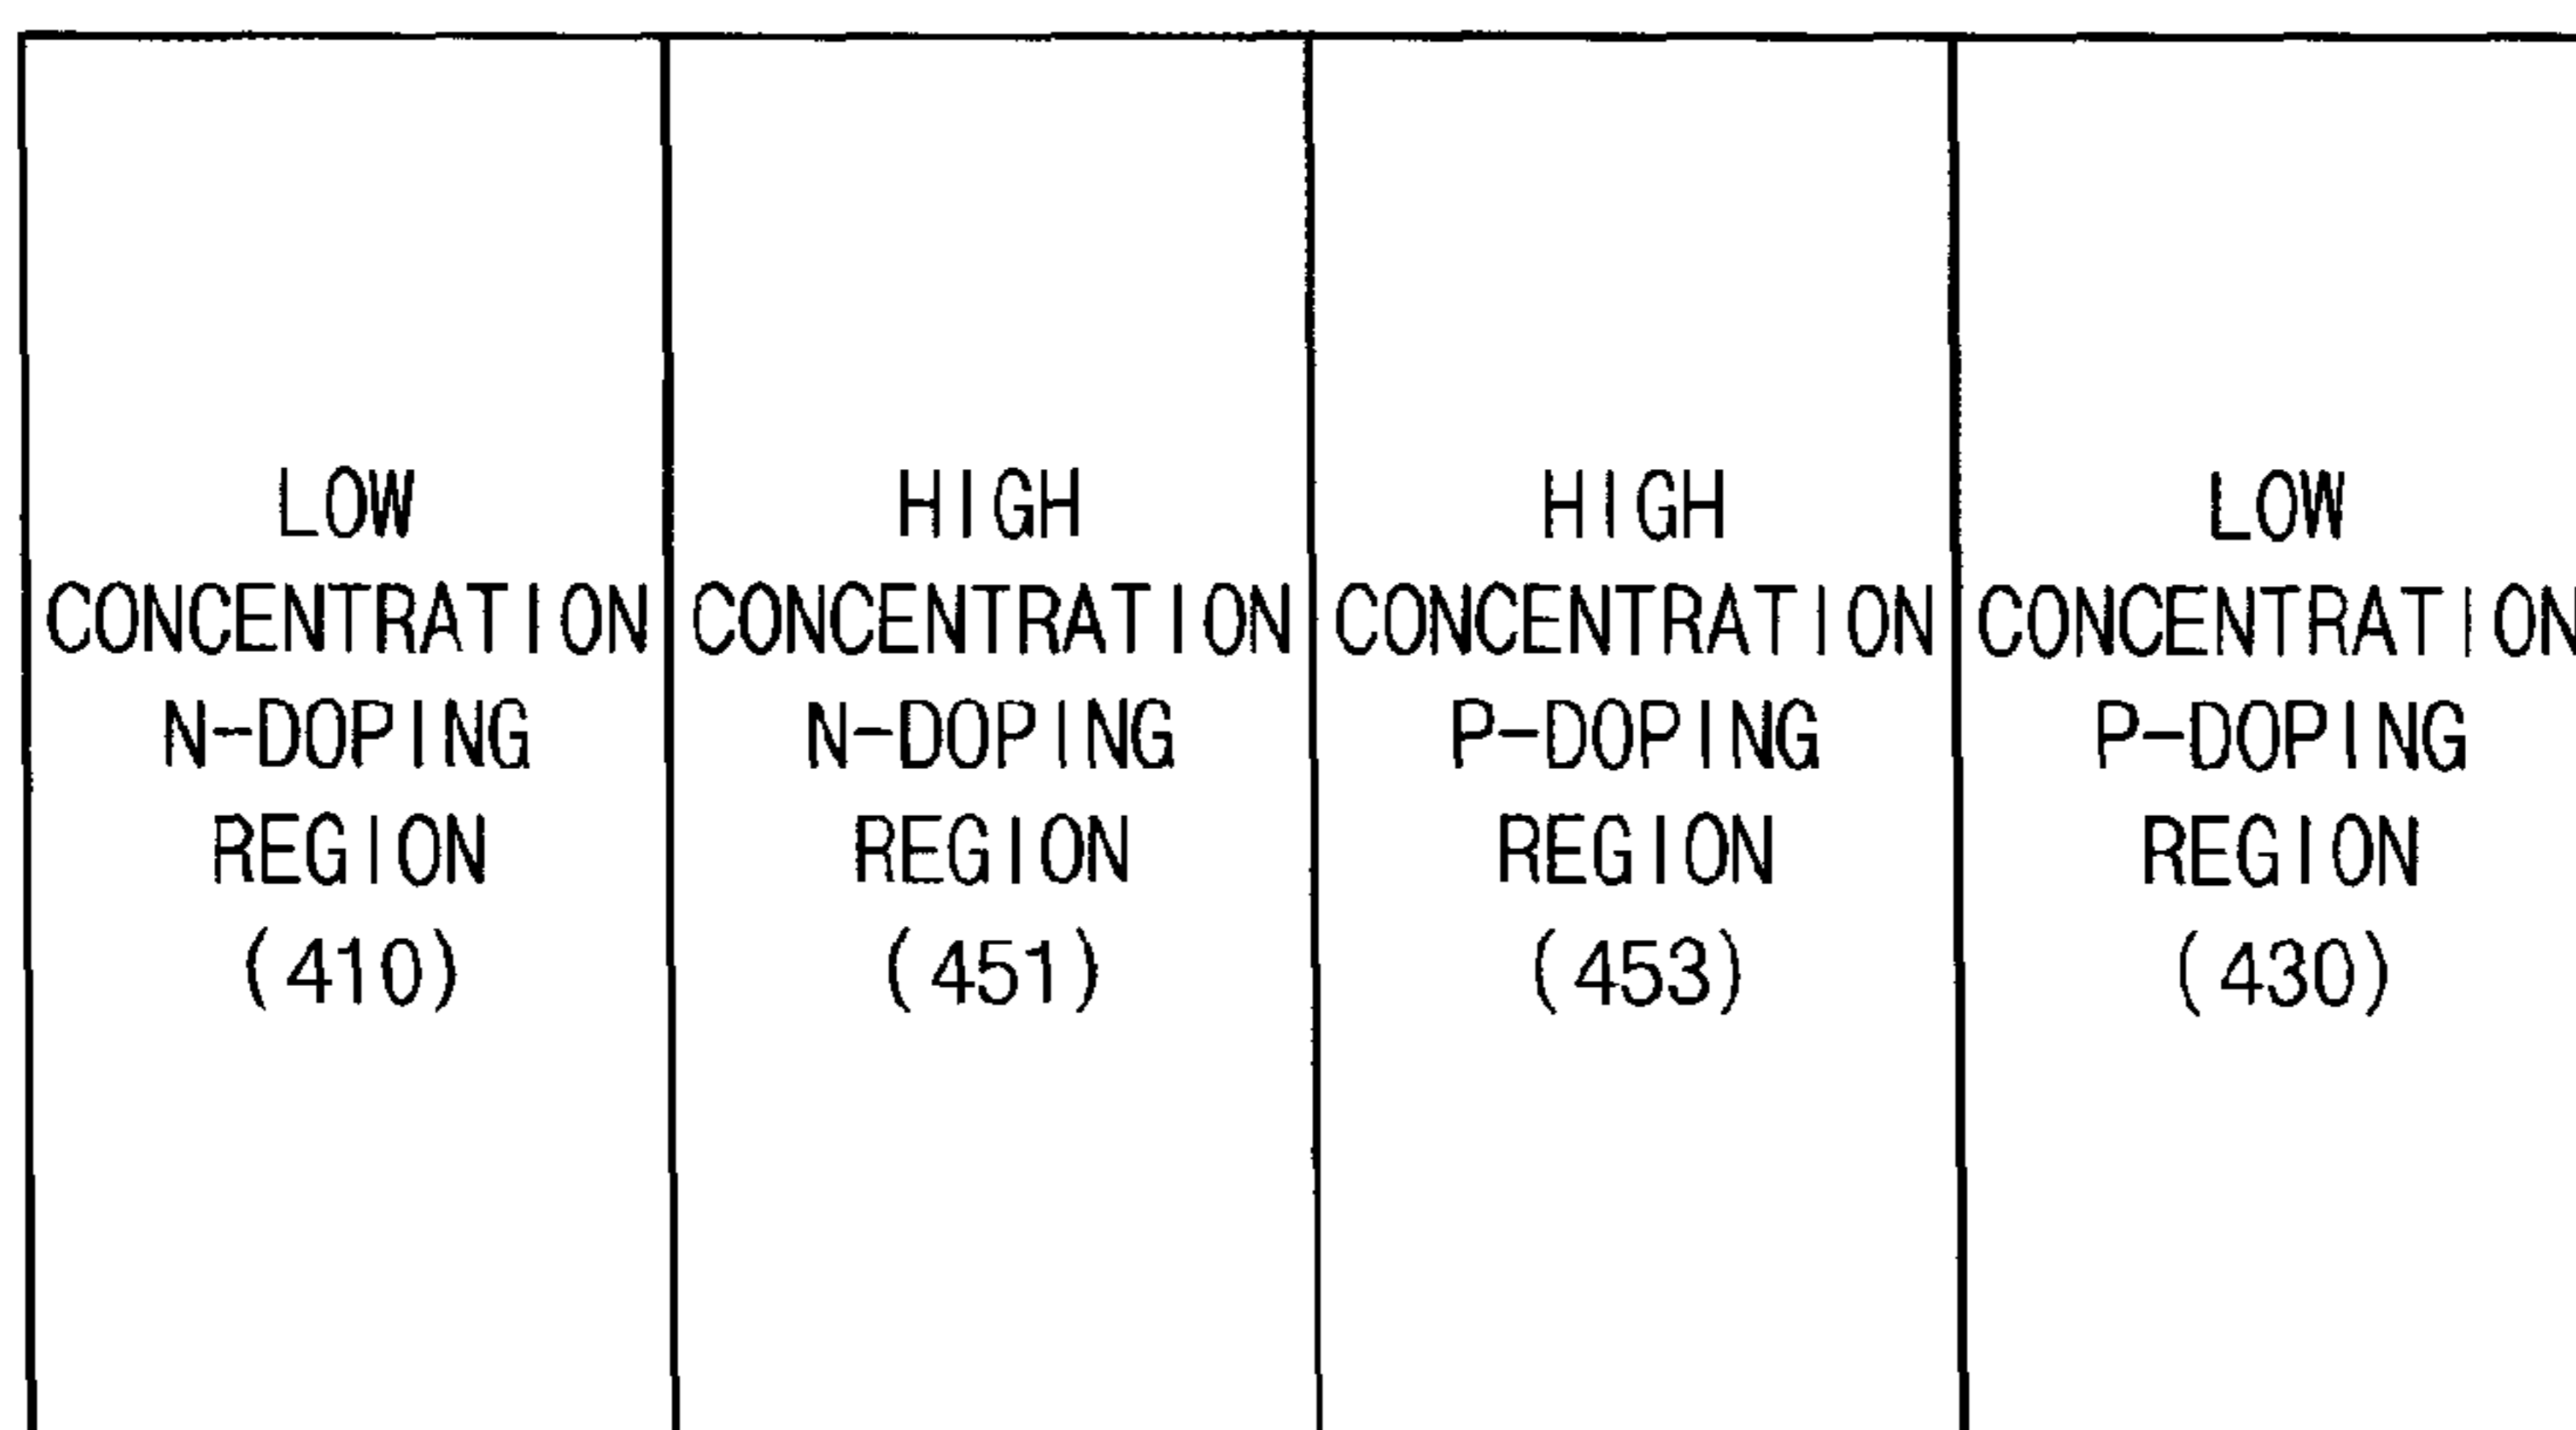 LOW
CONCENTRATION
N-DOPING
REGION
(410)
HIGH
CONCENTRATION
N-DOPING
REGION
(451)
HIGH
CONCENTRATION
P-DOPING
REGION
(453)
LOW
CONCENTRATION
P-DOPING
REGION
(430)